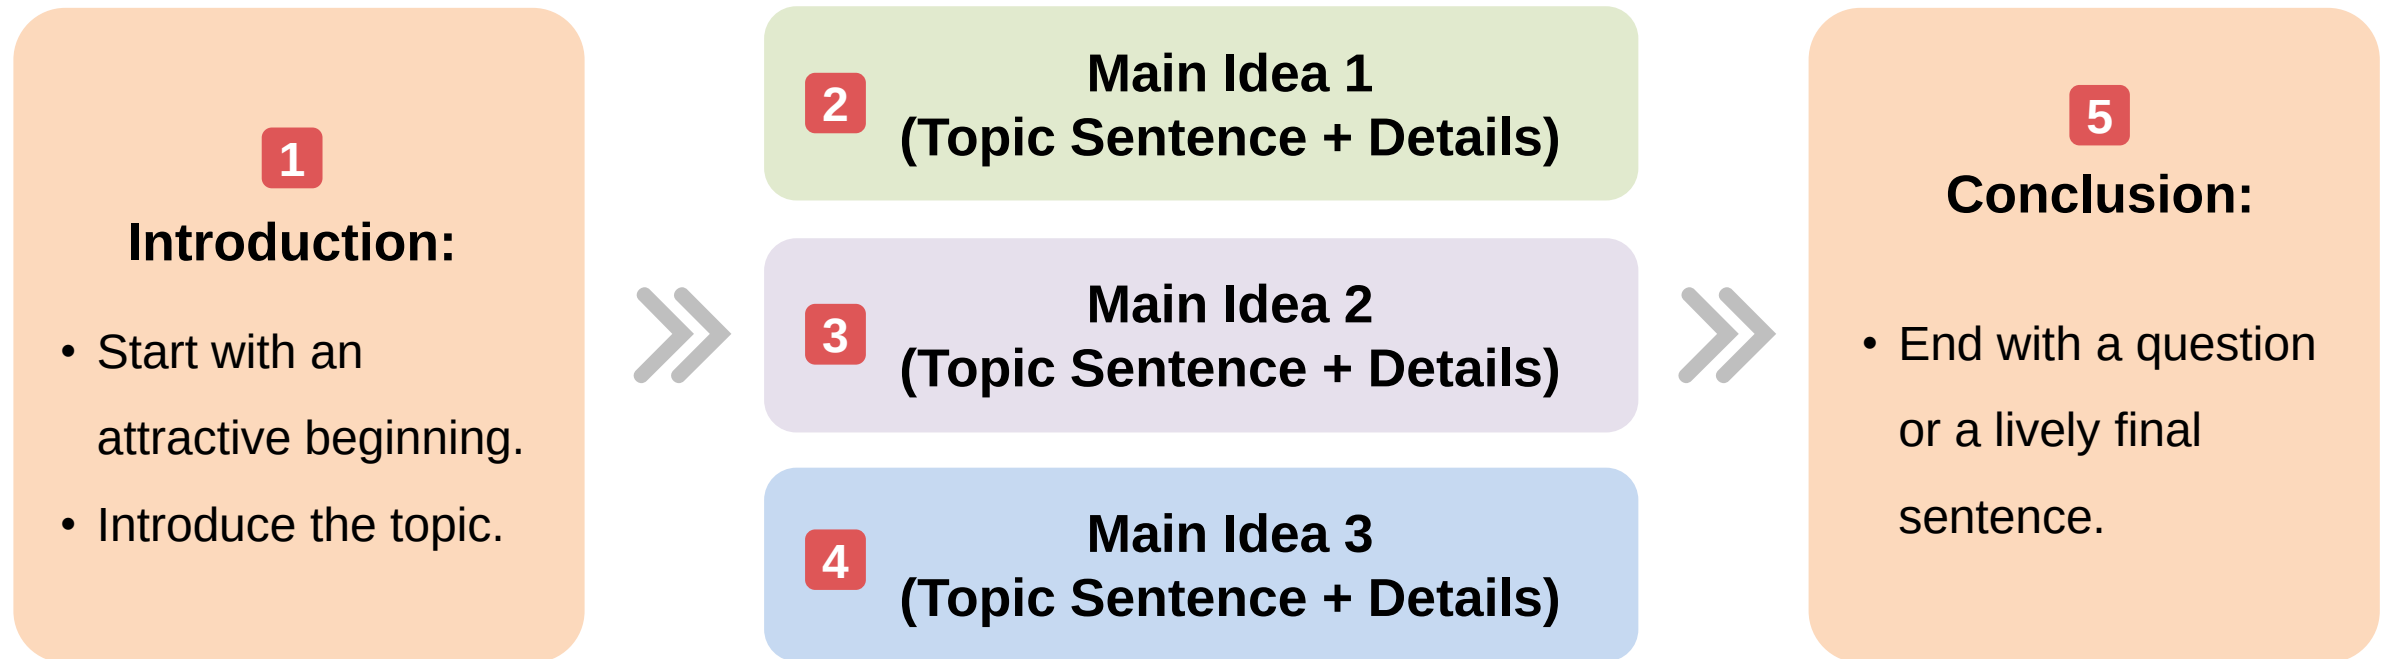 1
Introduction:
• Start with an
attractive beginning.
• Introduce the topic.
2
Main Idea 1
(Topic Sentence + Details)
3
Main Idea 2
(Topic Sentence + Details)
4
Main Idea 3
(Topic Sentence + Details)
5
Conclusion:
• End with a question
or a lively final
sentence.